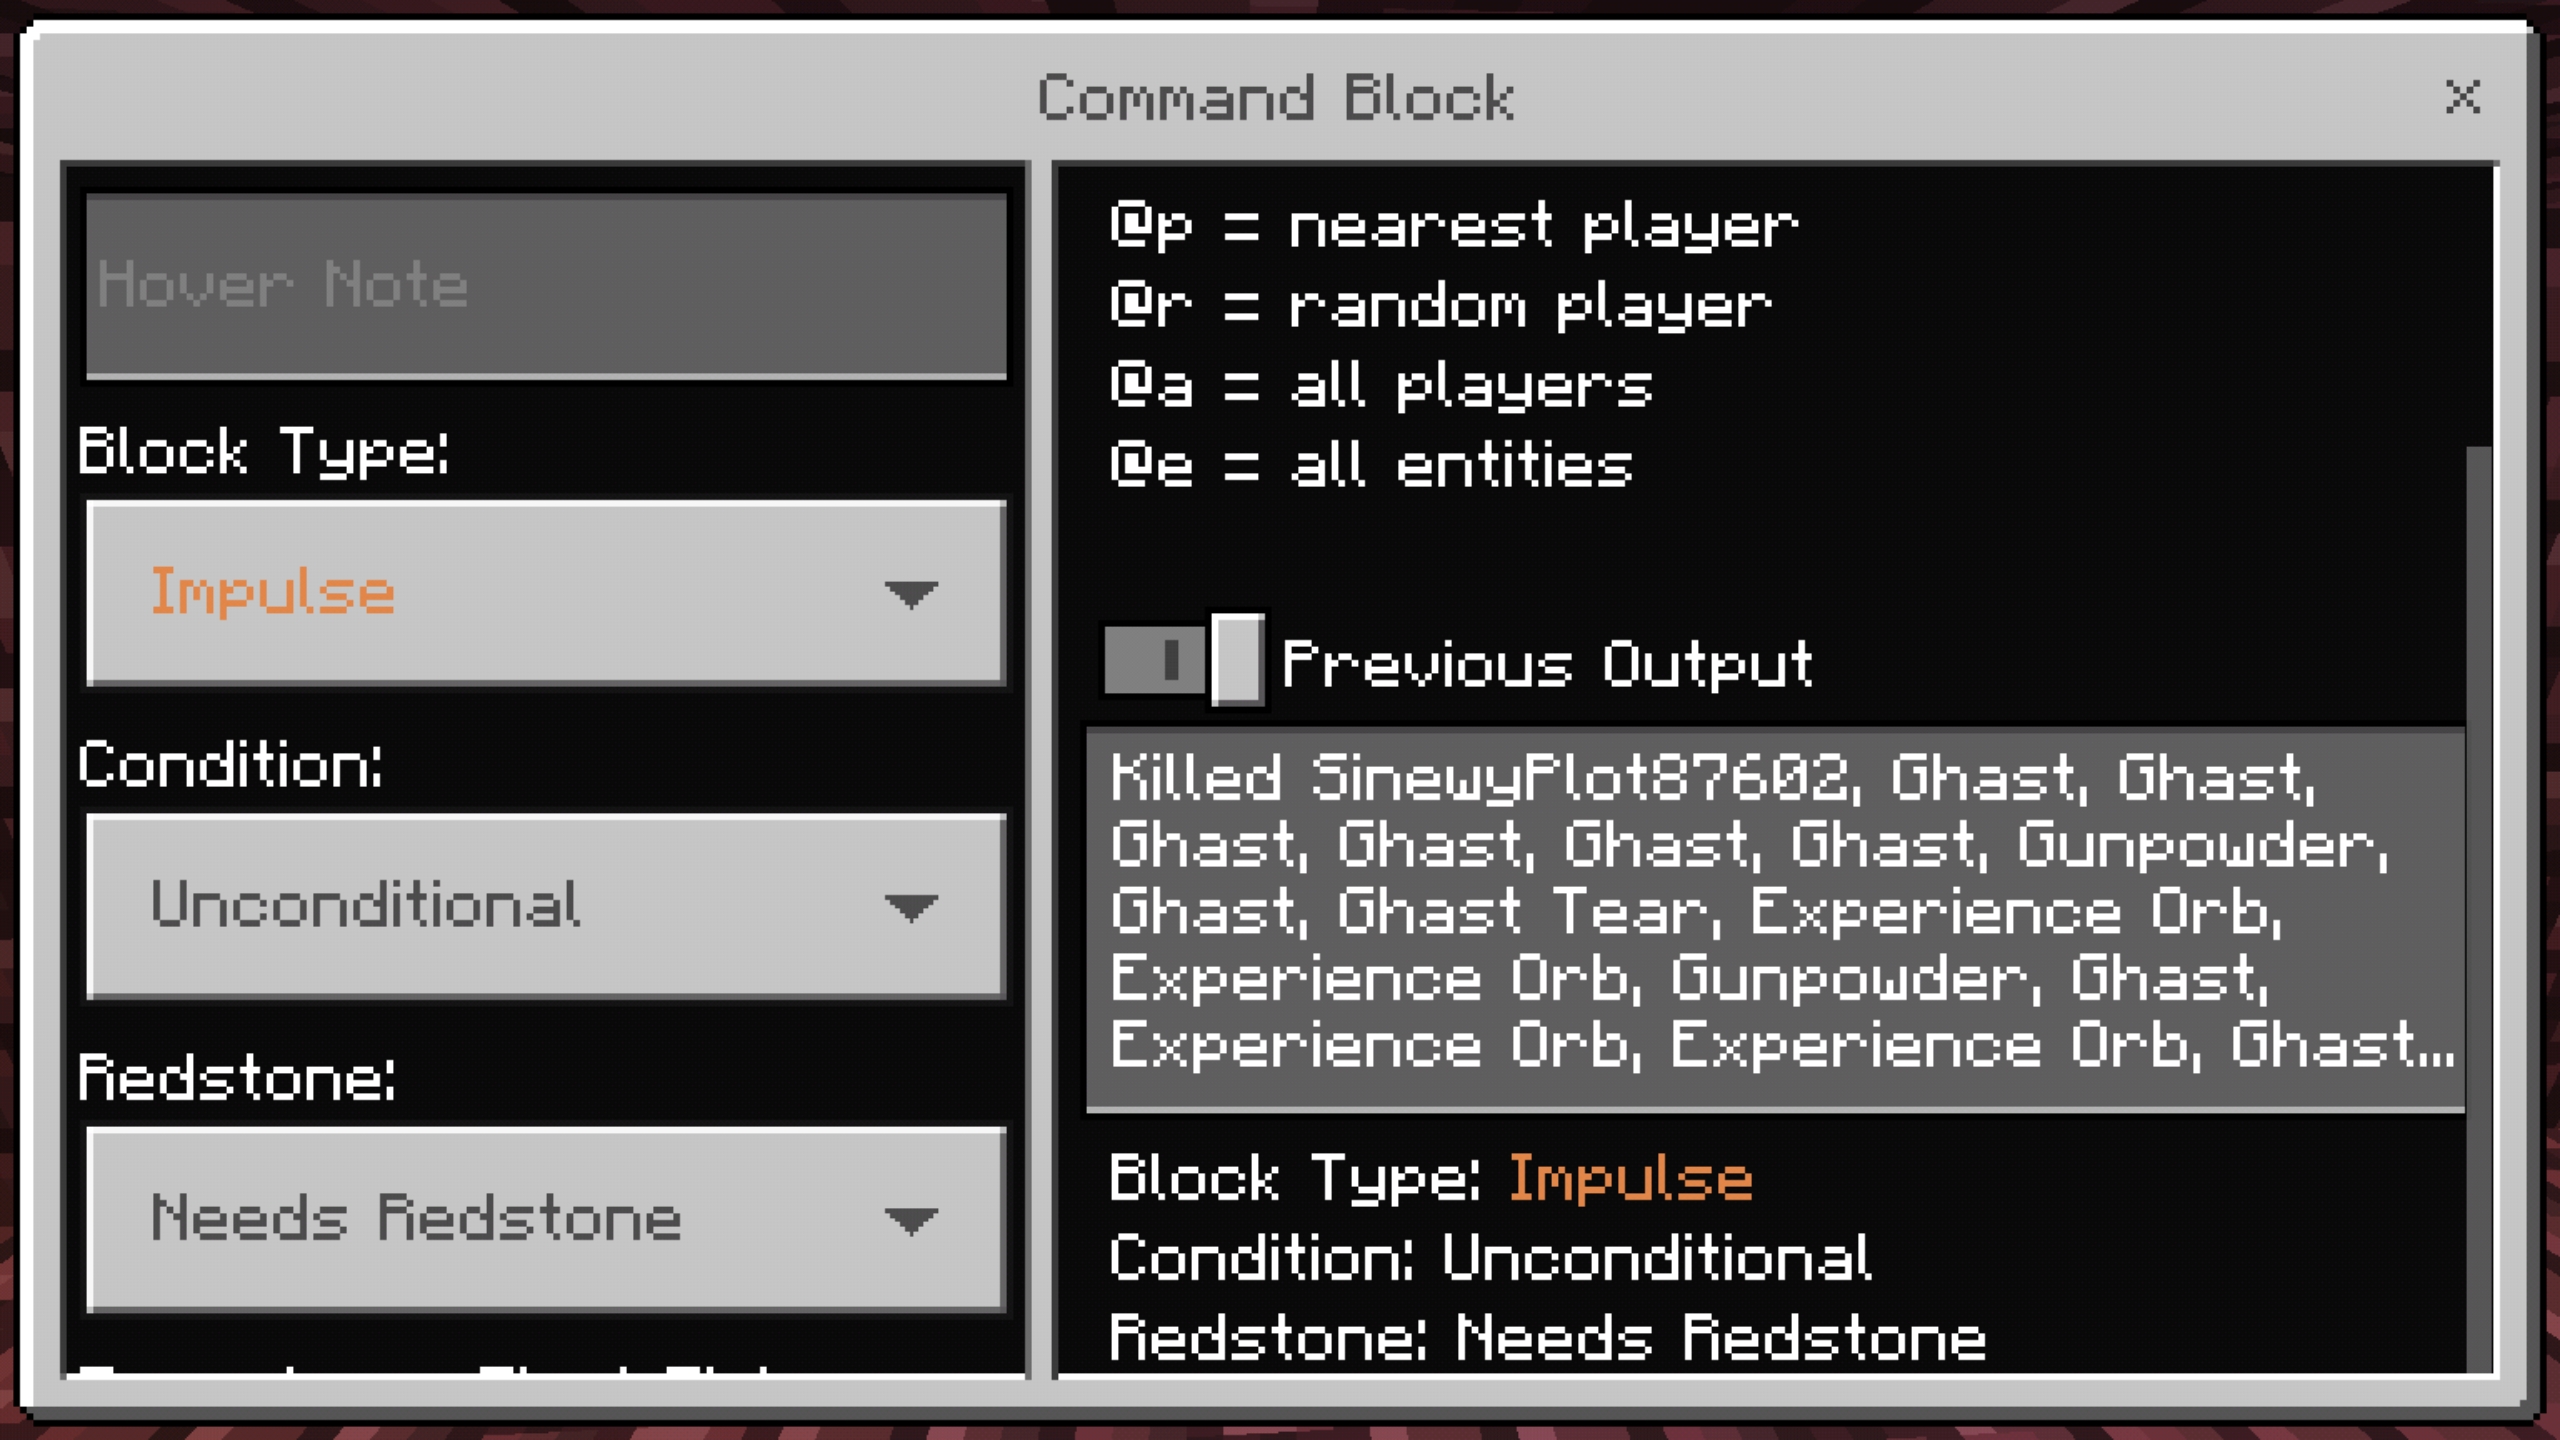 Command Block
Hover Note
Block Type:
Impulse
Condition:
Unconditional
Redstone:
Needs Redstone
@p = nearest player
@r = random player
@a = all players
@e = all entities
Previous Output
Killed SinewyPlot87602, Ghast, Ghast,
Ghast, Ghast, Ghast, Ghast, Gunpowder,
Ghast, Ghast Tear, Experience Orb,
Experience Orb, Gunpowder, Ghast,
Experience Orb, Experience Orb, Ghast...
Block Type: Impulse
Condition: Unconditional
Redstone: Needs Redstone